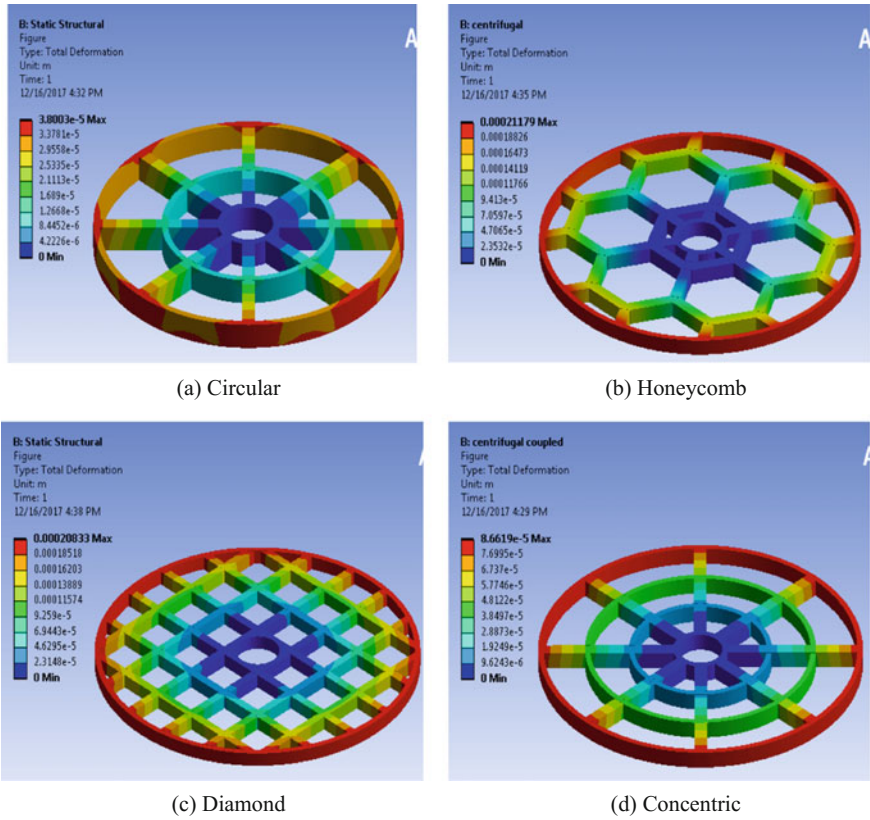 B: Static Structural
Figure
Type: Total Deformation
Unit: m
Time: 1
12/16/2017 4:32 PM
A
3.8003e-5 Max
3.3781e-5
2.9558e-5
2.5335e-5
2.1113e-5
1.689e-5
1.2668e-5
8.4452e-6
4.2226e-6
0 Min
(a) Circular
B: centrifugal
Figure
Type: Total Deformation
Unit: m
Time: 1
12/16/2017 4:35 PM
A
0.00021179 Max
0.00018826
0.00016473
0.00014119
0.00011766
9.413e-5
7.0597e-5
4.7065e-5
2.3532e-5
0 Min
(b) Honeycomb
B: Static Structural
Figure
Type: Total Deformation
Unit: m
Time: 1
12/16/2017 4:38 PM
0.00020833 Max
0.00018518
0.00016203
0.00013889
0.00011574
9.259e-5
6.9443e-5
4.6295e-5
2.3148e-5
0 Min
(c) Diamond
B: centrifugal coupled
Figure
Type: Total Deformation
Unit: m
Time: 1
12/16/2017 4:29 PM
8.6619e-5 Max
7.6995e-5
6.737e-5
5.7746e-5
4.8122e-5
3.8497e-5
2.8873e-5
1.9249e-5
9.6243e-6
0 Min
(d) Concentric